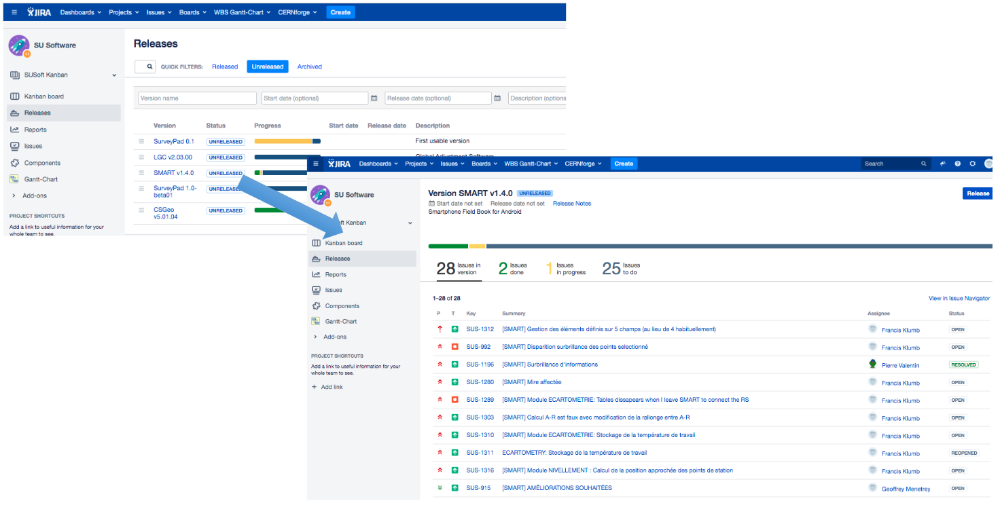 JIRA Dashboards Projects Issues Boards WBS Gantt-Chart CERNforge Create
SU Software
SUSoft Kanban
Kanban board
Releases
Reports
Issues
Components
Gantt-Chart
Add-ons
PROJECT SHORTCUTS
Add a link to useful information for your
whole team to see.
Releases
QUICK FILTERS: Released Unreleased Archived
Version name Start date (optional) Release date (optional) Description (optiona
Version Status Progress Start date Release date Description
SurveyPad 0.1 UNRELEASED First usable version
LGC v2.03.00 UNRELEASED Global Adjustment Software
SMART v1.4.0 UNRELEASED
SurveyPad 1.0-
beta01 UNRELEASED
CSGeo
v5.01.04 UNRELEASED
JIRA Dashboards Projects Issues Boards WBS Gantt-Chart CERNforge Create Search
SU Software
ft Kanban
Kanban board
Releases
Reports
Issues
Components
Gantt-Chart
Add-ons
PROJECT SHORTCUTS
Add a link to useful information for your
whole team to see.
+ Add link
Version SMART v1.4.0 UNRELEASED Release
Start date not set Release date not set Release Notes
Smartphone Field Book for Android
28 Issues in version 2 Issues done 1 Issues in progress 25 Issues to do
1–28 of 28 View in Issue Navigator
P T Key Summary Assignee Status
SUS-1312 [SMART] Gestion des éléments définis sur 5 champs (au lieu de 4 habituellement) Francis Klumb OPEN
SUS-992 [SMART] Disparition surbrillance des points selectionné Francis Klumb OPEN
SUS-1196 [SMART] Surbrillance d'informations Pierre Valentin RESOLVED
SUS-1280 [SMART] Mire affectée Francis Klumb OPEN
SUS-1289 [SMART] Module ECARTOMETRIE: Tables dissapears when I leave SMART to connect the RS Francis Klumb OPEN
SUS-1303 [SMART] Calcul A-R est faux avec modification de la rallonge entre A-R Francis Klumb OPEN
SUS-1310 [SMART] Module ECARTOMETRIE: Stockage de la température de travail Francis Klumb OPEN
SUS-1311 ECARTOMETRY: Stockage de la température de travail Francis Klumb REOPENED
SUS-1316 [SMART] Module NIVELLEMENT : Calcul de la position approchée des points de station Francis Klumb OPEN
SUS-915 [SMART] AMÉLIORATIONS SOUHAITÉES Geoffrey Menetrey OPEN